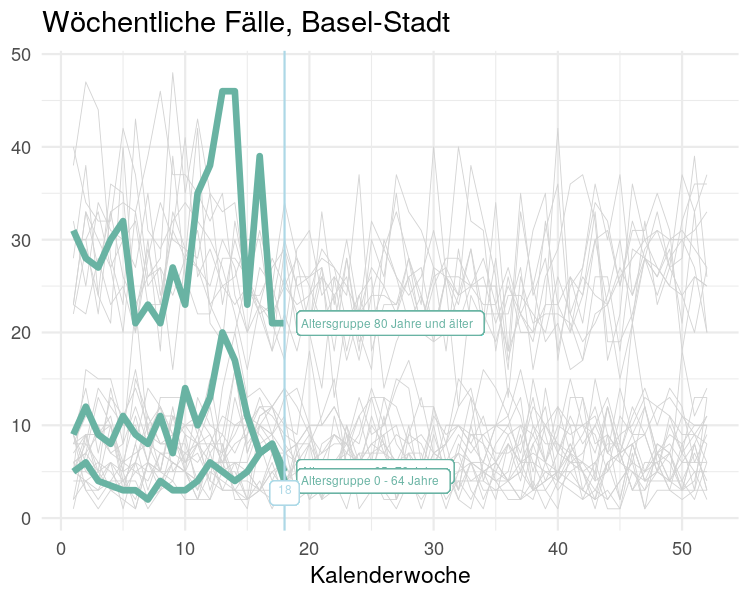 Wöchentliche Fälle, Basel-Stadt
50
40
30
20
10
0
Altersgruppe 80 Jahre und älter
Altersgruppe 0 - 64 Jahre
18
0 10 20 30 40 50
Kalenderwoche